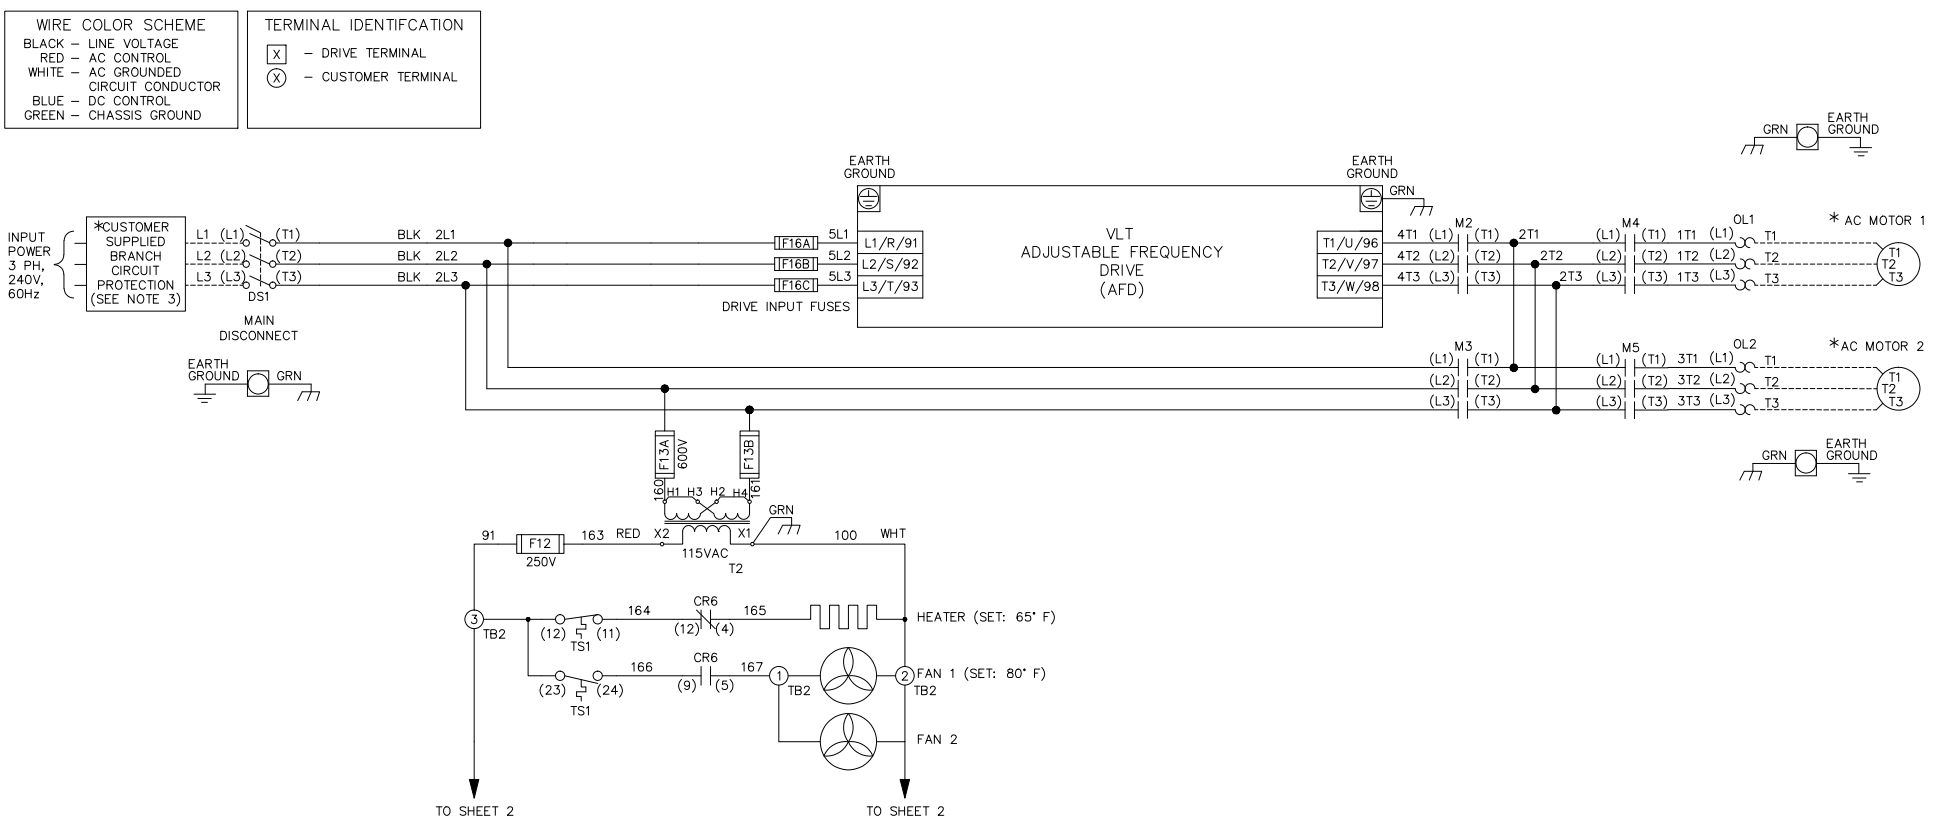 WIRE COLOR SCHEME
BLACK – LINE VOLTAGE
RED – AC CONTROL
WHITE – AC GROUNDED
CIRCUIT CONDUCTOR
BLUE – DC CONTROL
GREEN – CHASSIS GROUND
TERMINAL IDENTIFCATION
X – DRIVE TERMINAL
X – CUSTOMER TERMINAL
EARTH
GRN GROUND
EARTH
GROUND
EARTH
GROUND
GRN
INPUT
POWER
3 PH,
240V,
60Hz
*CUSTOMER
SUPPLIED
BRANCH
CIRCUIT
PROTECTION
(SEE NOTE 3)
L1 (L1) (T1) BLK 2L1 F16A 5L1 L1/R/91
L2 (L2) (T2) BLK 2L2 F16B 5L2 L2/S/92
L3 (L3) (T3) BLK 2L3 F16C 5L3 L3/T/93
DS1
MAIN
DISCONNECT
DRIVE INPUT FUSES
VLT
ADJUSTABLE FREQUENCY
DRIVE
(AFD)
M2 M4 OL1 * AC MOTOR 1
T1/U/96 4T1 (L1) (T1) 2T1 (L1) (T1) 1T1 (L1) T1 T1
T2/V/97 4T2 (L2) (T2) 2T2 (L2) (T2) 1T2 (L2) T2 T2
T3/W/98 4T3 (L3) (T3) 2T3 (L3) (T3) 1T3 (L3) T3 T3
EARTH
GROUND GRN
M3 M5 OL2 *AC MOTOR 2
(L1) (T1) (L1) (T1) 3T1 (L1) T1 T1
(L2) (T2) (L2) (T2) 3T2 (L2) T2 T2
(L3) (T3) (L3) (T3) 3T3 (L3) T3 T3
EARTH
GRN GROUND
F13A 600V F13B
160 H1 H3 H2 H4 161
GRN
91 F12 163 RED X2 X1 100 WHT
250V 115VAC
T2
3 TB2 (12) (11) 164 CR6 (12) (4) 165 HEATER (SET: 65° F)
TS1
(23) (24) 166 CR6 (9) (5) 167 1 TB2 2 TB2 FAN 1 (SET: 80° F)
TS1
FAN 2
TO SHEET 2 TO SHEET 2